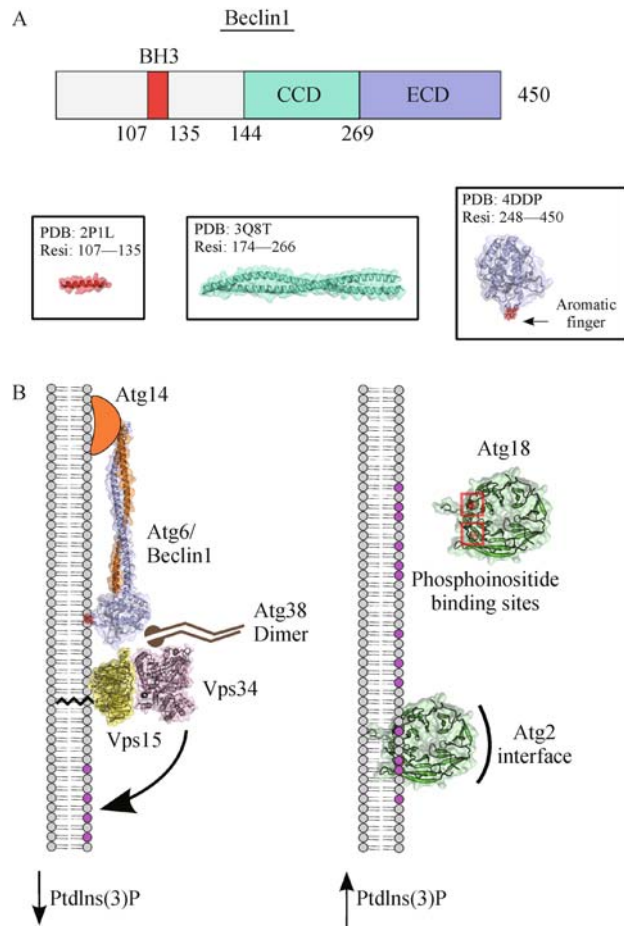 A
Beclin1
BH3
CCD
ECD
450
107
135
144
269
PDB: 2P1L
Resi: 107—135
PDB: 3Q8T
Resi: 174—266
PDB: 4DDP
Resi: 248—450
Aromatic
finger
B
Atg14
Atg6/
Beclin1
Atg38
Dimer
Vps34
Vps15
PtdIns(3)P
Atg18
Phosphoinositide
binding sites
Atg2
interface
PtdIns(3)P